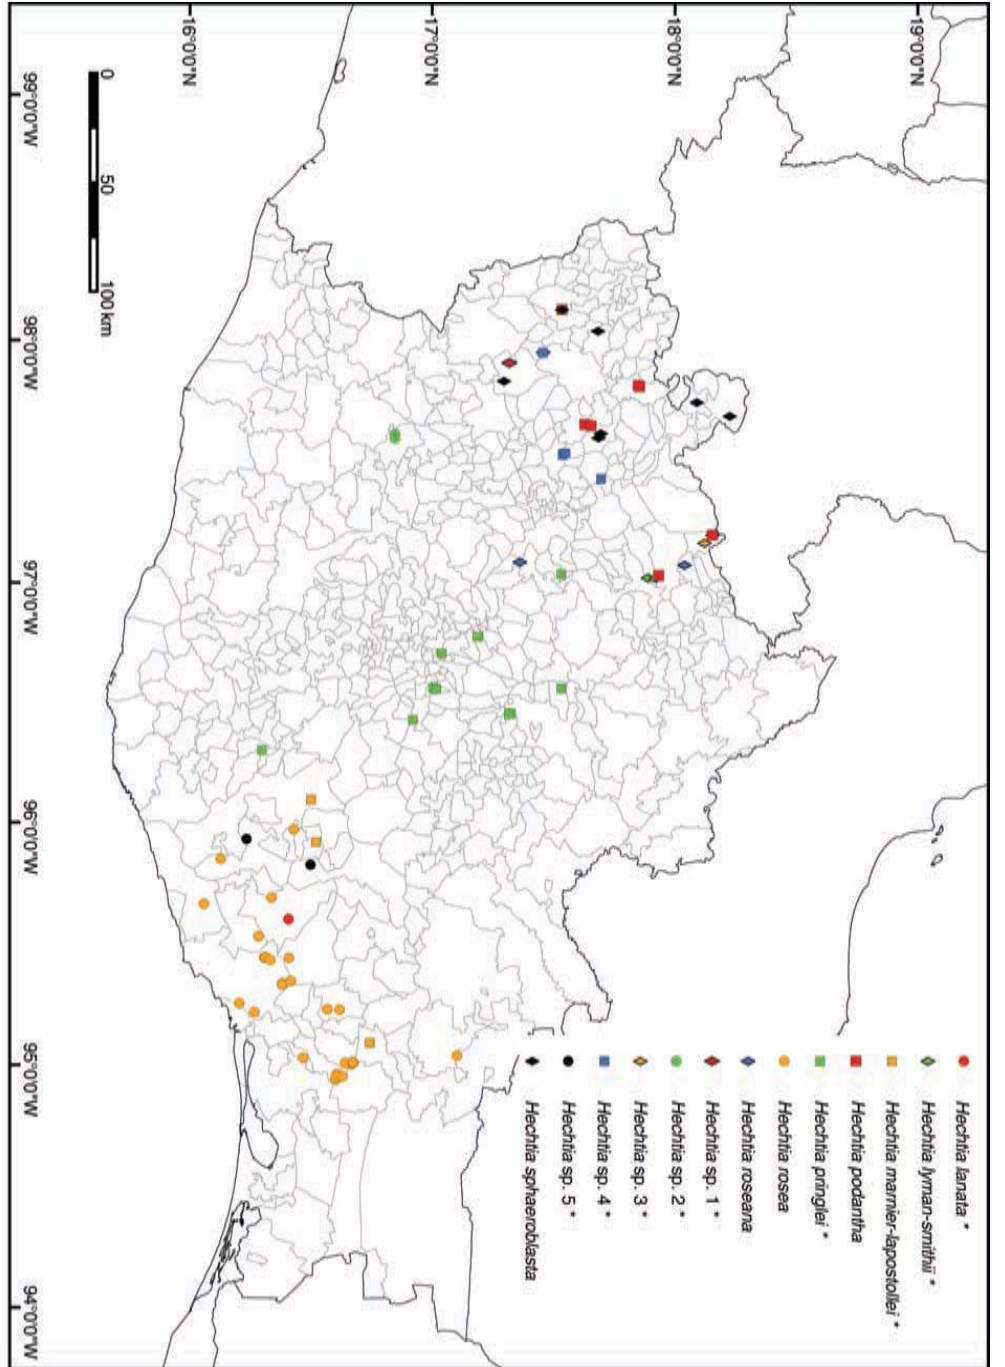 19°0'0"N
18°0'0"N
17°0'0"N
16°0'0"N
99°0'0"W
98°0'0"W
97°0'0"W
96°0'0"W
95°0'0"W
94°0'0"W
0 50 100 km
Hechtia lanata *
Hechtia lyman-smithii *
Hechtia marnier-lapostollei *
Hechtia podantha
Hechtia pringlei *
Hechtia rosea
Hechtia roseana
Hechtia sp. 1 *
Hechtia sp. 2 *
Hechtia sp. 3 *
Hechtia sp. 4 *
Hechtia sp. 5 *
Hechtia sphaeroblasta